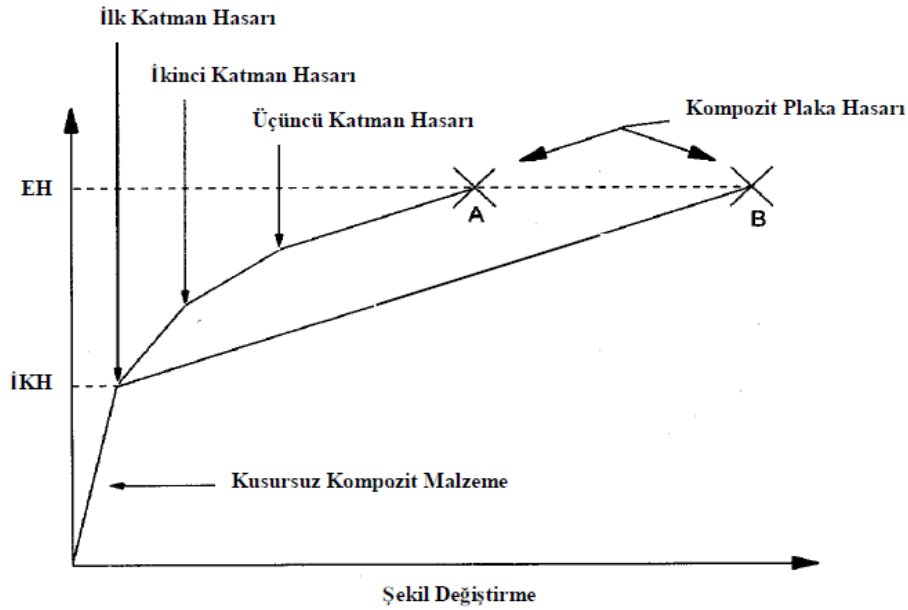 İlk Katman Hasarı
İkinci Katman Hasarı
Üçüncü Katman Hasarı
Kompozit Plaka Hasarı
EH
A
B
İKH
Kusursuz Kompozit Malzeme
Şekil Değiştirme